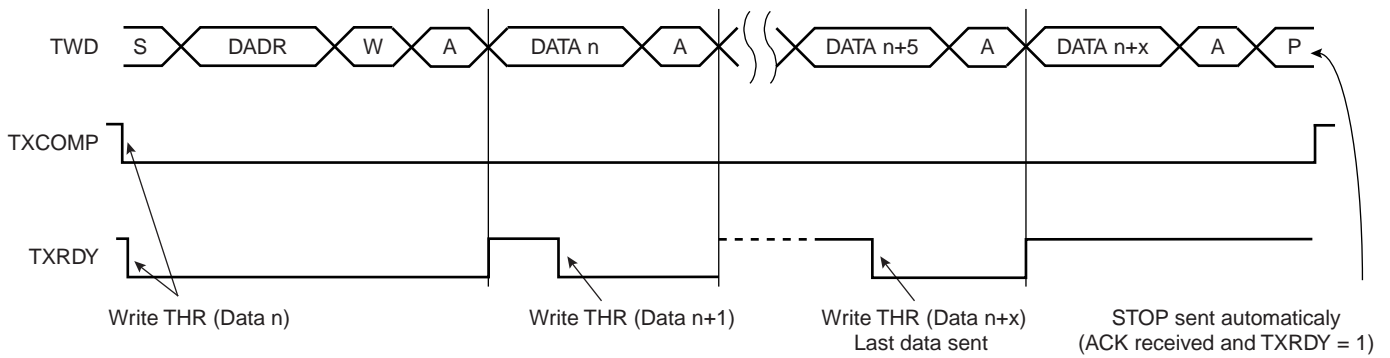 TWD S DADR W A DATA n A DATA n+5 A DATA n+x A P
TXCOMP
TXRDY
Write THR (Data n)
Write THR (Data n+1)
Write THR (Data n+x)
Last data sent
STOP sent automaticaly
(ACK received and TXRDY = 1)